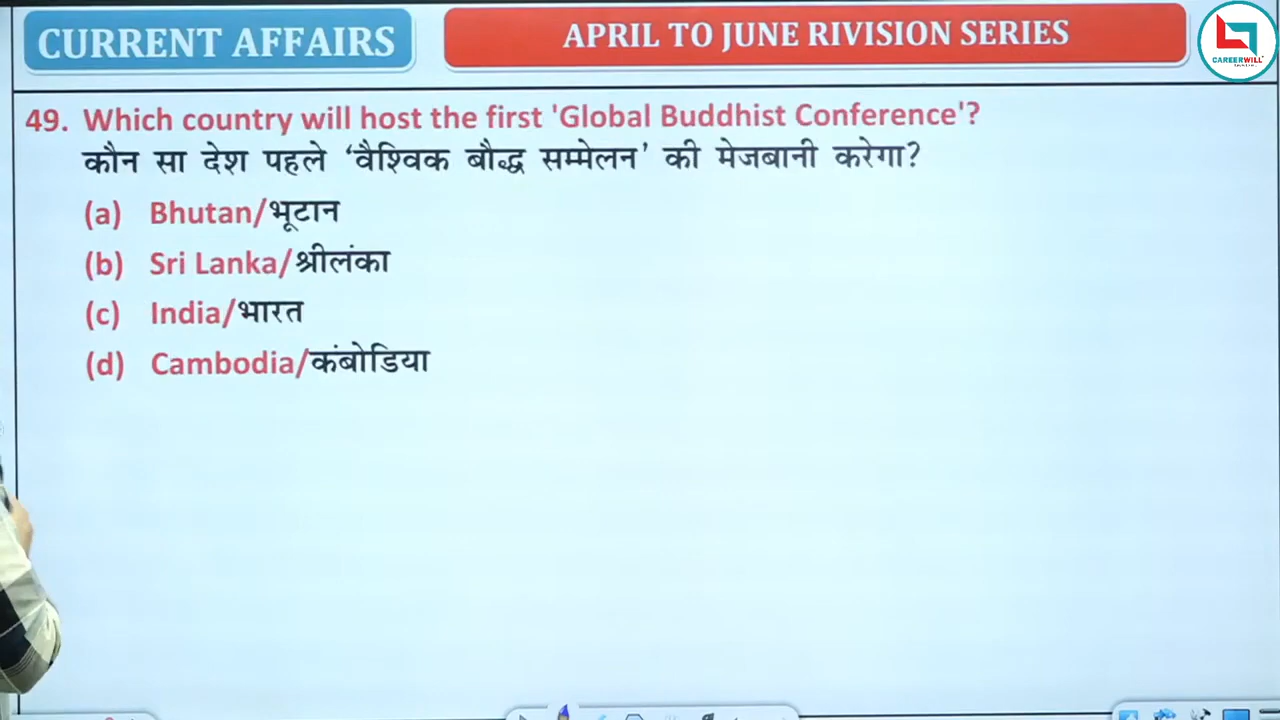 CURRENT AFFAIRS
APRIL TO JUNE RIVISION SERIES
CAREERWILL
49. Which country will host the first 'Global Buddhist Conference'?
कौन सा देश पहले ‘वैश्विक बौद्ध सम्मेलन’ की मेजबानी करेगा?
(a) Bhutan/भूटान
(b) Sri Lanka/श्रीलंका
(c) India/भारत
(d) Cambodia/कंबोडिया